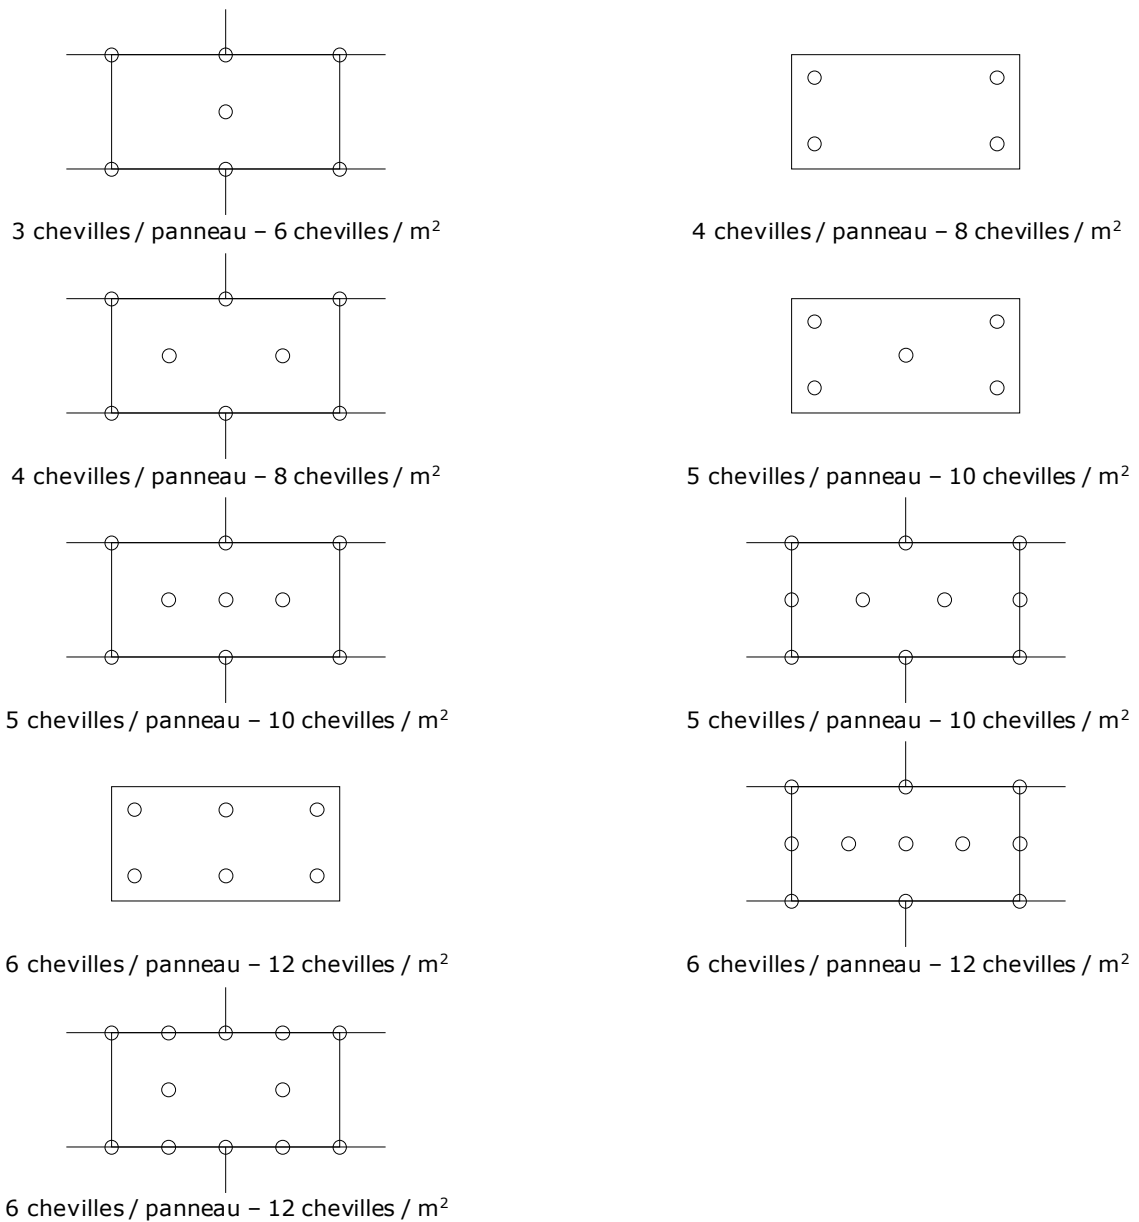 3 chevilles / panneau – 6 chevilles / m²
4 chevilles / panneau – 8 chevilles / m²
4 chevilles / panneau – 8 chevilles / m²
5 chevilles / panneau – 10 chevilles / m²
5 chevilles / panneau – 10 chevilles / m²
5 chevilles / panneau – 10 chevilles / m²
6 chevilles / panneau – 12 chevilles / m²
6 chevilles / panneau – 12 chevilles / m²
6 chevilles / panneau – 12 chevilles / m²